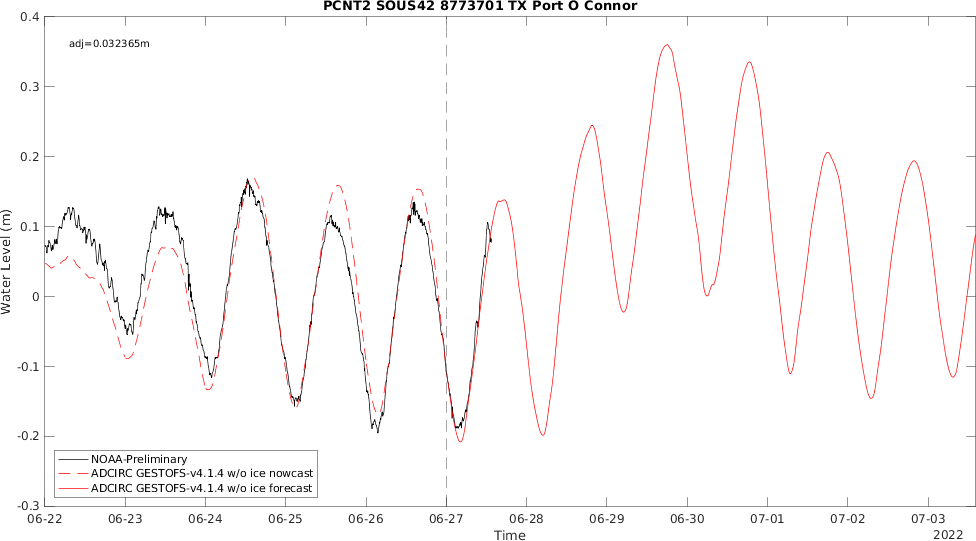 PCNT2 SOUS42 8773701 TX Port O Connor
adj=0.032365m
0.4
0.3
0.2
0.1
0
-0.1
-0.2
-0.3
Water Level (m)
NOAA-Preliminary
ADCIRC GESTOFS-v4.1.4 w/o ice nowcast
ADCIRC GESTOFS-v4.1.4 w/o ice forecast
06-22 06-23 06-24 06-25 06-26 06-27 06-28 06-29 06-30 07-01 07-02 07-03
Time
2022